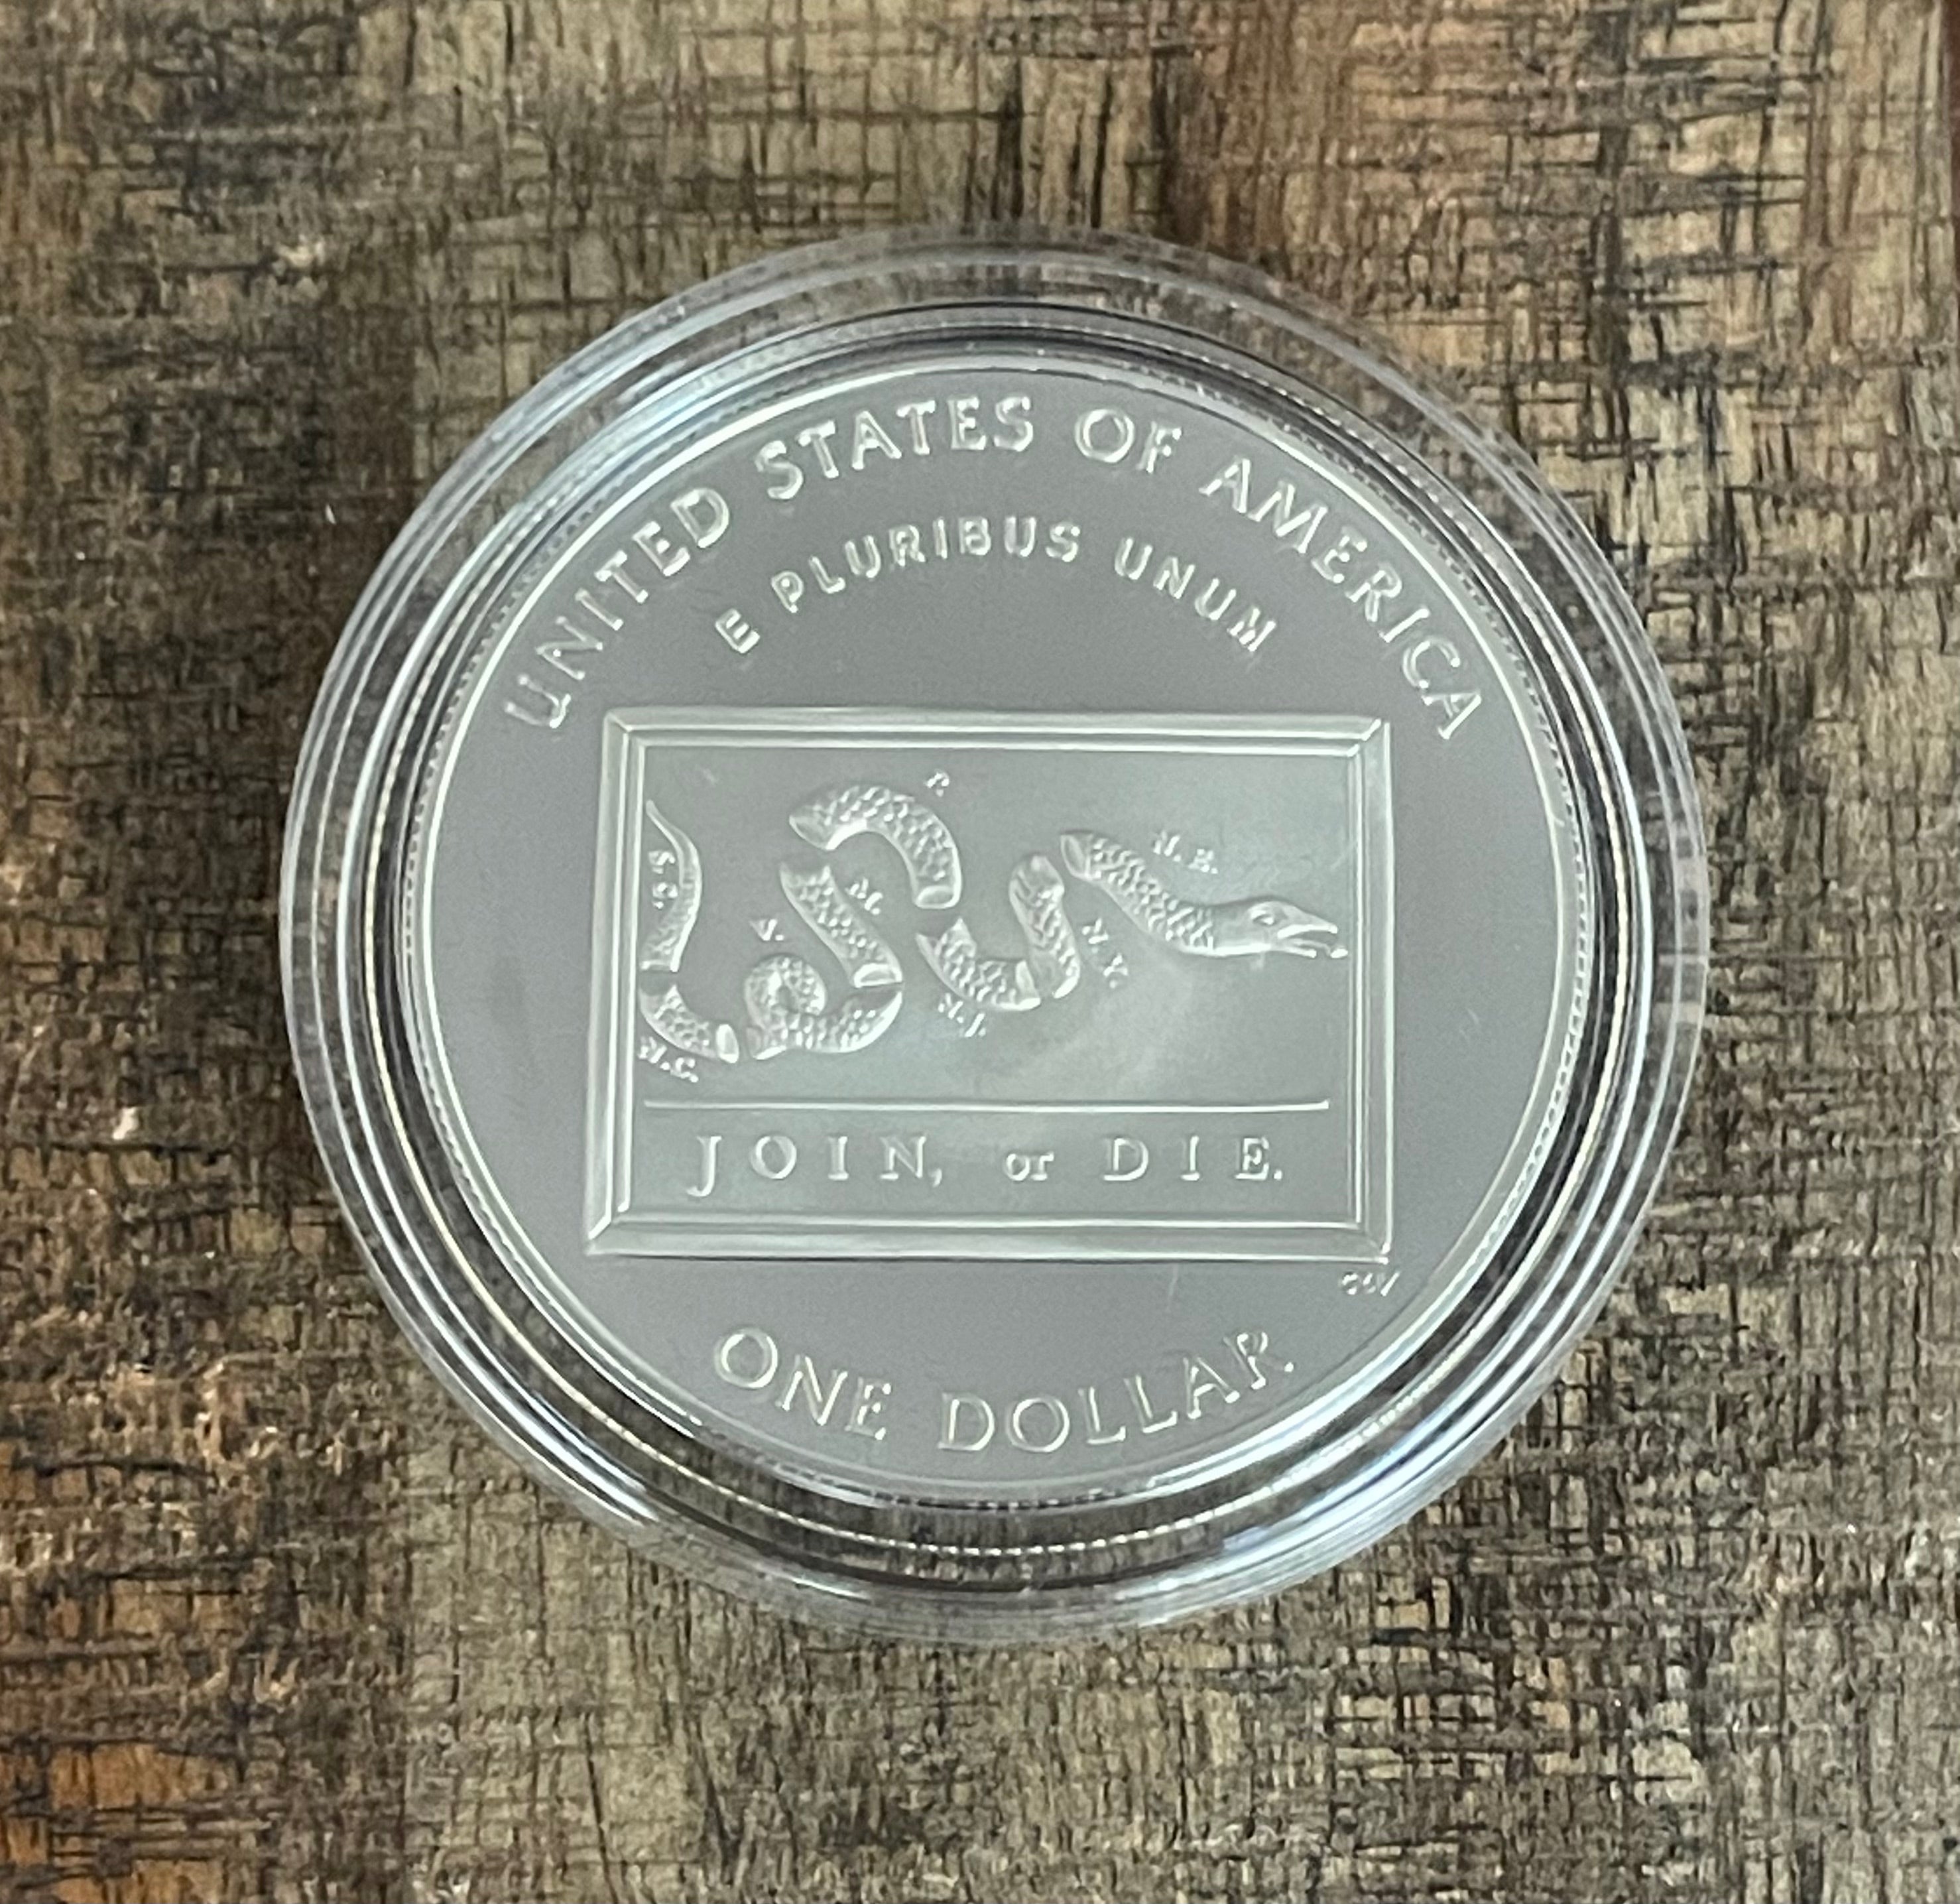 UNITED STATES OF AMERICA
E PLURIBUS UNUM
S.C.
N.C.
V.
M.
P.
N.J.
N.Y.
N.E.
JOIN, or DIE.
ONE DOLLAR